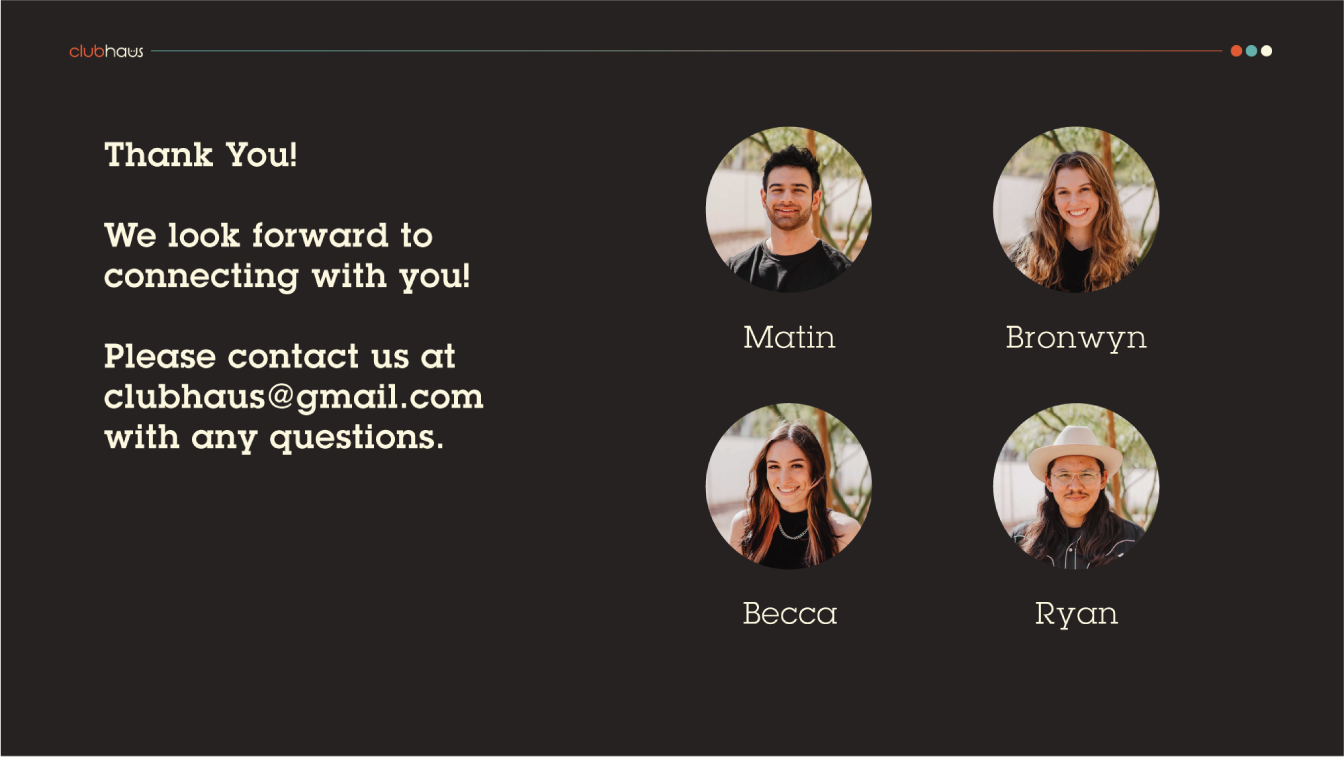 clubhaus
Thank You!
We look forward to
connecting with you!
Please contact us at
clubhaus@gmail.com
with any questions.
Matin
Bronwyn
Becca
Ryan